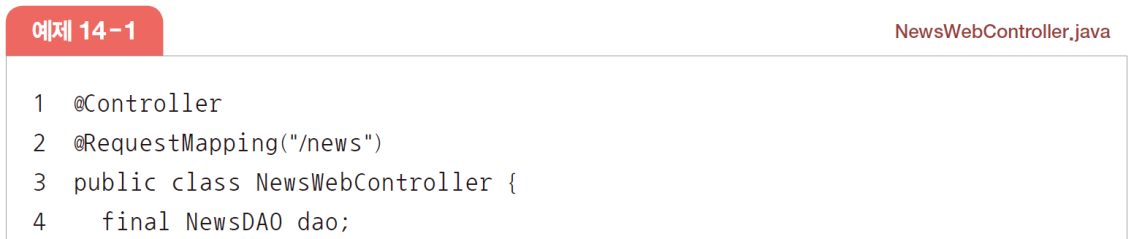 예제 14-1
NewsWebController.java
1 @Controller
2 @RequestMapping("/news")
3 public class NewsWebController {
4 final NewsDAO dao;